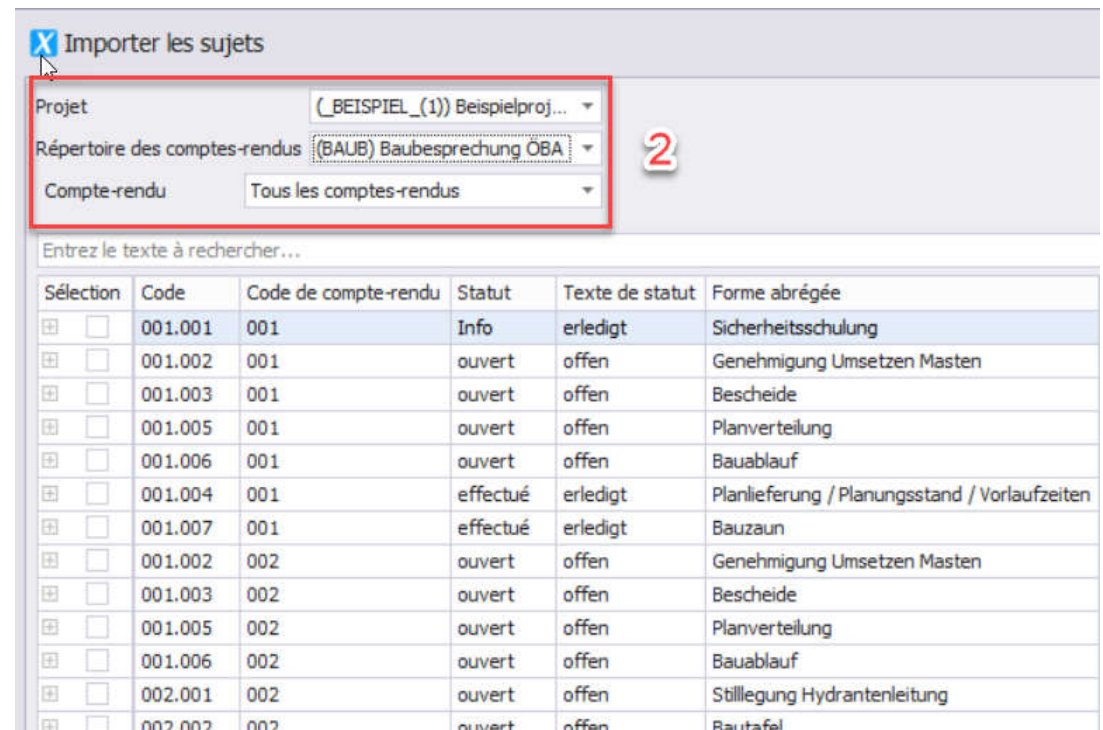 X Importer les sujets
Projet (_BEISPIEL_(1)) Beispielproj...
Répertoire des comptes-rendus (BAUB) Baubesprechung ÖBA
2
Compte-rendu Tous les comptes-rendus
Entrez le texte à rechercher...
Sélection Code Code de compte-rendu Statut Texte de statut Forme abrégée
001.001 001 Info erledigt Sicherheitsschulung
001.002 001 ouvert offen Genehmigung Umsetzen Masten
001.003 001 ouvert offen Bescheide
001.005 001 ouvert offen Planverteilung
001.006 001 ouvert offen Bauablauf
001.004 001 effectué erledigt Planlieferung / Planungsstand / Vorlaufzeiten
001.007 001 effectué erledigt Bauzaun
001.002 002 ouvert offen Genehmigung Umsetzen Masten
001.003 002 ouvert offen Bescheide
001.005 002 ouvert offen Planverteilung
001.006 002 ouvert offen Bauablauf
002.001 002 ouvert offen Stilllegung Hydrantenleitung
002.002 002 ouvert offen Bautafel